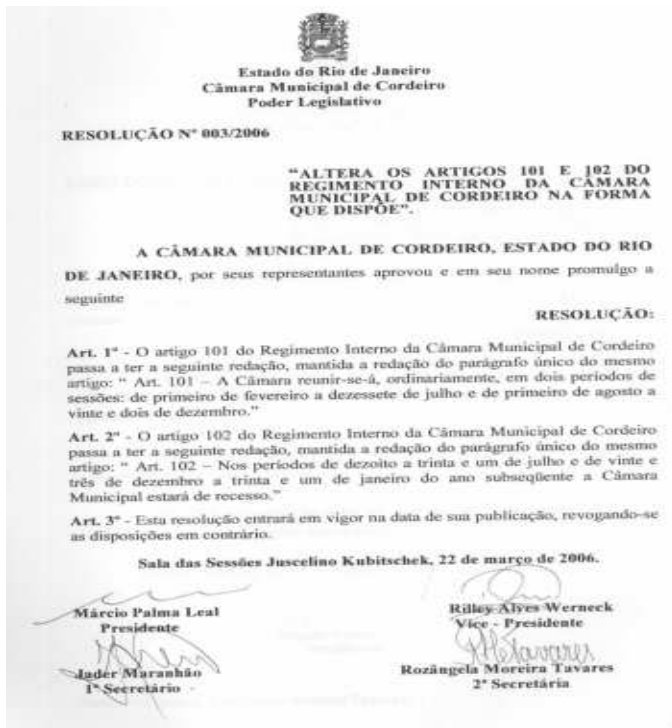 Estado do Rio de Janeiro
Câmara Municipal de Cordeiro
Poder Legislativo
RESOLUÇÃO Nº 003/2006
"ALTERA OS ARTIGOS 101 E 102 DO
REGIMENTO INTERNO DA CÂMARA
MUNICIPAL DE CORDEIRO NA FORMA
QUE DISPÕE".
A CÂMARA MUNICIPAL DE CORDEIRO, ESTADO DO RIO
DE JANEIRO, por seus representantes aprovou e em seu nome promulgo a
seguinte
RESOLUÇÃO:
Art. 1º - O artigo 101 do Regimento Interno da Câmara Municipal de Cordeiro
passa a ter a seguinte redação, mantida a redação do parágrafo único do mesmo
artigo: " Art. 101 – A Câmara reunir-se-á, ordinariamente, em dois períodos de
sessões: de primeiro de fevereiro a dezessete de julho e de primeiro de agosto a
vinte e dois de dezembro."
Art. 2º - O artigo 102 do Regimento Interno da Câmara Municipal de Cordeiro
passa a ter a seguinte redação, mantida a redação do parágrafo único do mesmo
artigo: " Art. 102 – Nos períodos de dezoito a trinta e um de julho e de vinte e
três de dezembro a trinta e um de janeiro do ano subseqüente a Câmara
Municipal estará de recesso."
Art. 3º - Esta resolução entrará em vigor na data de sua publicação, revogando-se
as disposições em contrário.
Sala das Sessões Juscelino Kubitschek, 22 de março de 2006.
Márcio Palma Leal
Presidente
Rilley Alves Werneck
Vice - Presidente
Jader Maranhão
1º Secretário
Rozângela Moreira Tavares
2ª Secretária